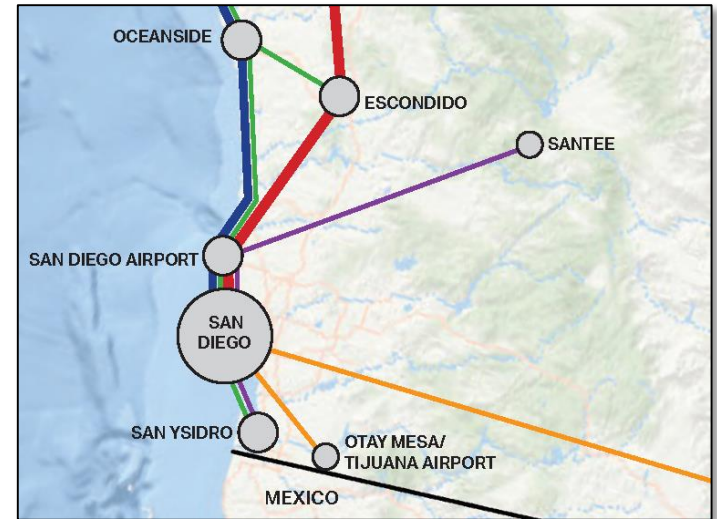 OCEANSIDE
ESCONDIDO
SANTEE
SAN DIEGO AIRPORT
SAN
DIEGO
SAN YSIDRO
OTAY MESA/
TIJUANA AIRPORT
MEXICO